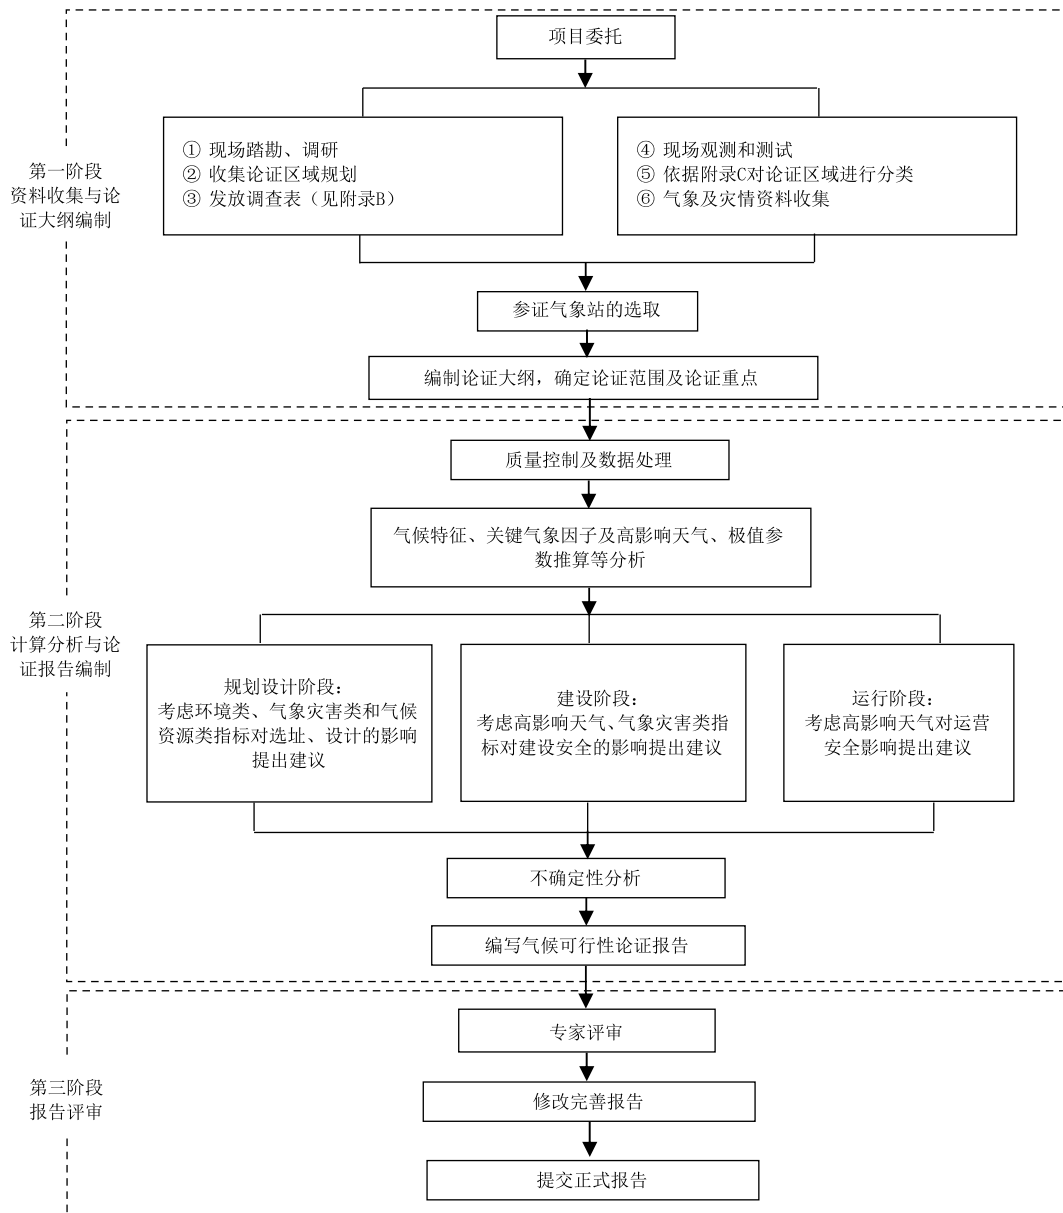 项目委托
第一阶段
资料收集与论
证大纲编制
① 现场踏勘、调研
② 收集论证区域规划
③ 发放调查表（见附录B）
④ 现场观测和测试
⑤ 依据附录C对论证区域进行分类
⑥ 气象及灾情资料收集
参证气象站的选取
编制论证大纲，确定论证范围及论证重点
第二阶段
计算分析与论
证报告编制
质量控制及数据处理
气候特征、关键气象因子及高影响天气、极值参
数推算等分析
规划设计阶段：
考虑环境类、气象灾害类和气候
资源类指标对选址、设计的影响
提出建议
建设阶段：
考虑高影响天气、气象灾害类指
标对建设安全的影响提出建议
运行阶段：
考虑高影响天气对运营
安全影响提出建议
不确定性分析
编写气候可行性论证报告
第三阶段
报告评审
专家评审
修改完善报告
提交正式报告